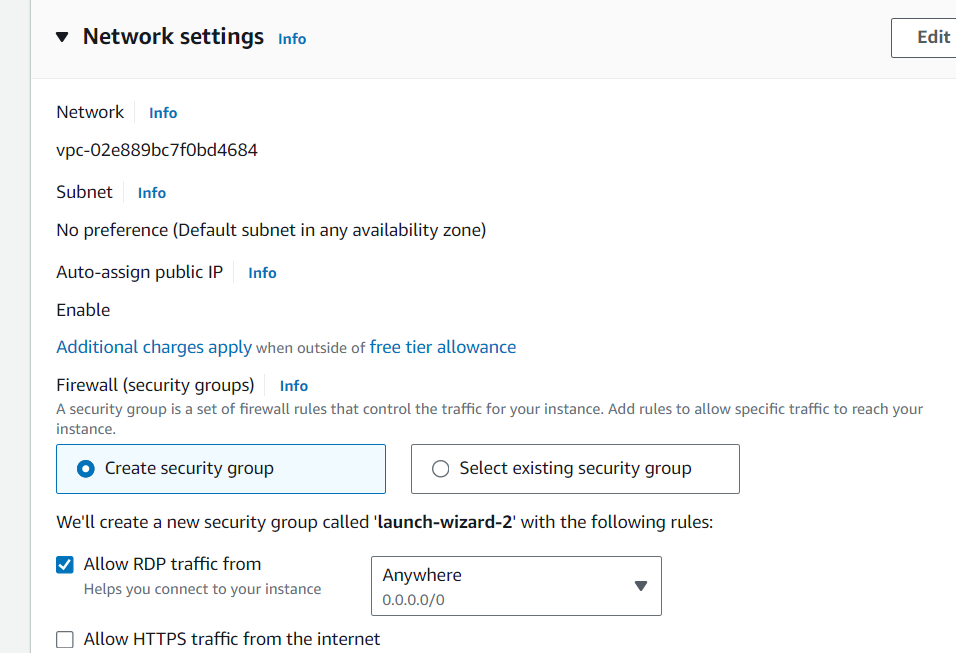 Network settings Info
Edit
Network Info
vpc-02e889bc7f0bd4684
Subnet Info
No preference (Default subnet in any availability zone)
Auto-assign public IP Info
Enable
Additional charges apply when outside of free tier allowance
Firewall (security groups) Info
A security group is a set of firewall rules that control the traffic for your instance. Add rules to allow specific traffic to reach your
instance.
Create security group
Select existing security group
We'll create a new security group called 'launch-wizard-2' with the following rules:
Allow RDP traffic from
Helps you connect to your instance
Anywhere
0.0.0.0/0
Allow HTTPS traffic from the internet